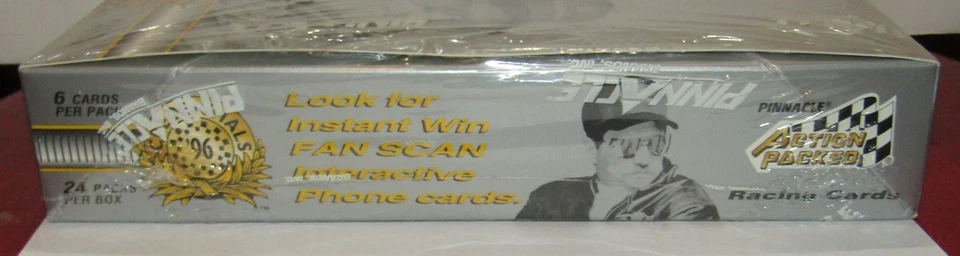 6 CARDS
PER PACK
'96
24 PACKS
PER BOX
Look for
Instant Win
FAN SCAN
Interactive
Phone cards.
PINNACLE
PINNACLE
PINNACLE
ACTION
PACKED
Racing Cards